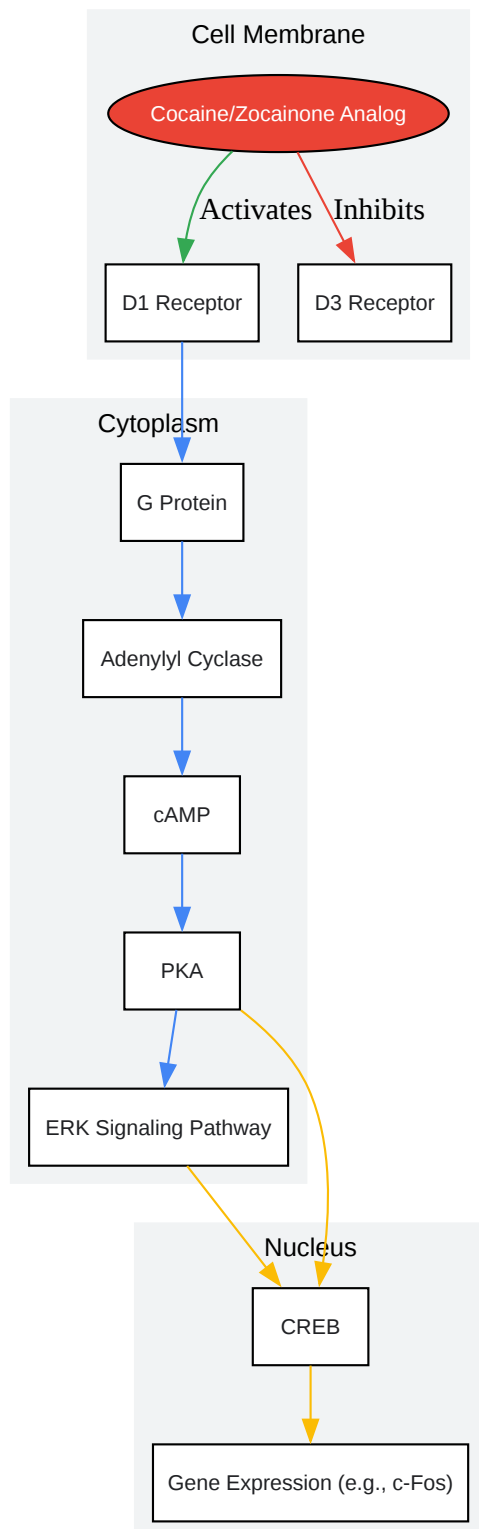 Cell Membrane
Cocaine/Zocainone Analog
Activates
Inhibits
D1 Receptor
D3 Receptor
Cytoplasm
G Protein
Adenylyl Cyclase
cAMP
PKA
ERK Signaling Pathway
Nucleus
CREB
Gene Expression (e.g., c-Fos)